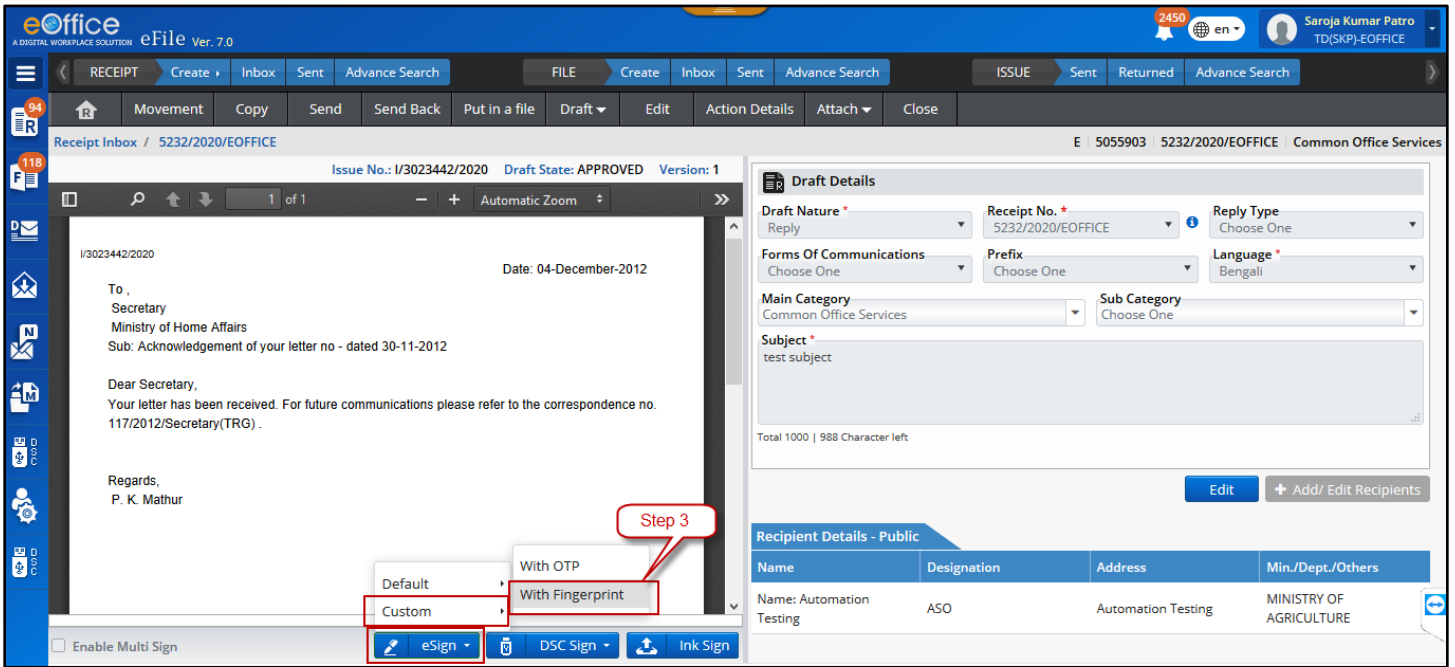 eOffice
A DIGITAL WORKPLACE SOLUTION eFile Ver. 7.0
2450
en
Saroja Kumar Patro
TD(SKP)-EOFFICE
RECEIPT Create Inbox Sent Advance Search FILE Create Inbox Sent Advance Search ISSUE Sent Returned Advance Search
94
R
R Movement Copy Send Send Back Put in a file Draft Edit Action Details Attach Close
Receipt Inbox / 5232/2020/EOFFICE
E 5055903 5232/2020/EOFFICE Common Office Services
118
F
Issue No.: I/3023442/2020 Draft State: APPROVED Version: 1
1 of 1 Automatic Zoom
D
N
M
DSC
DSC
I/3023442/2020
Date: 04-December-2012
To ,
Secretary
Ministry of Home Affairs
Sub: Acknowledgement of your letter no - dated 30-11-2012
Dear Secretary,
Your letter has been received. For future communications please refer to the correspondence no.
117/2012/Secretary(TRG) .
Regards,
P. K. Mathur
Step 3
Default
Custom
With OTP
With Fingerprint
Enable Multi Sign
eSign
DSC Sign
Ink Sign
R Draft Details
Draft Nature * Receipt No. * Reply Type
Reply 5232/2020/EOFFICE Choose One
Forms Of Communications Prefix Language *
Choose One Choose One Bengali
Main Category Sub Category
Common Office Services Choose One
Subject *
test subject
Total 1000 | 988 Character left
Edit + Add/ Edit Recipients
Recipient Details - Public
Name Designation Address Min./Dept./Others
Name: Automation Testing ASO Automation Testing MINISTRY OF AGRICULTURE